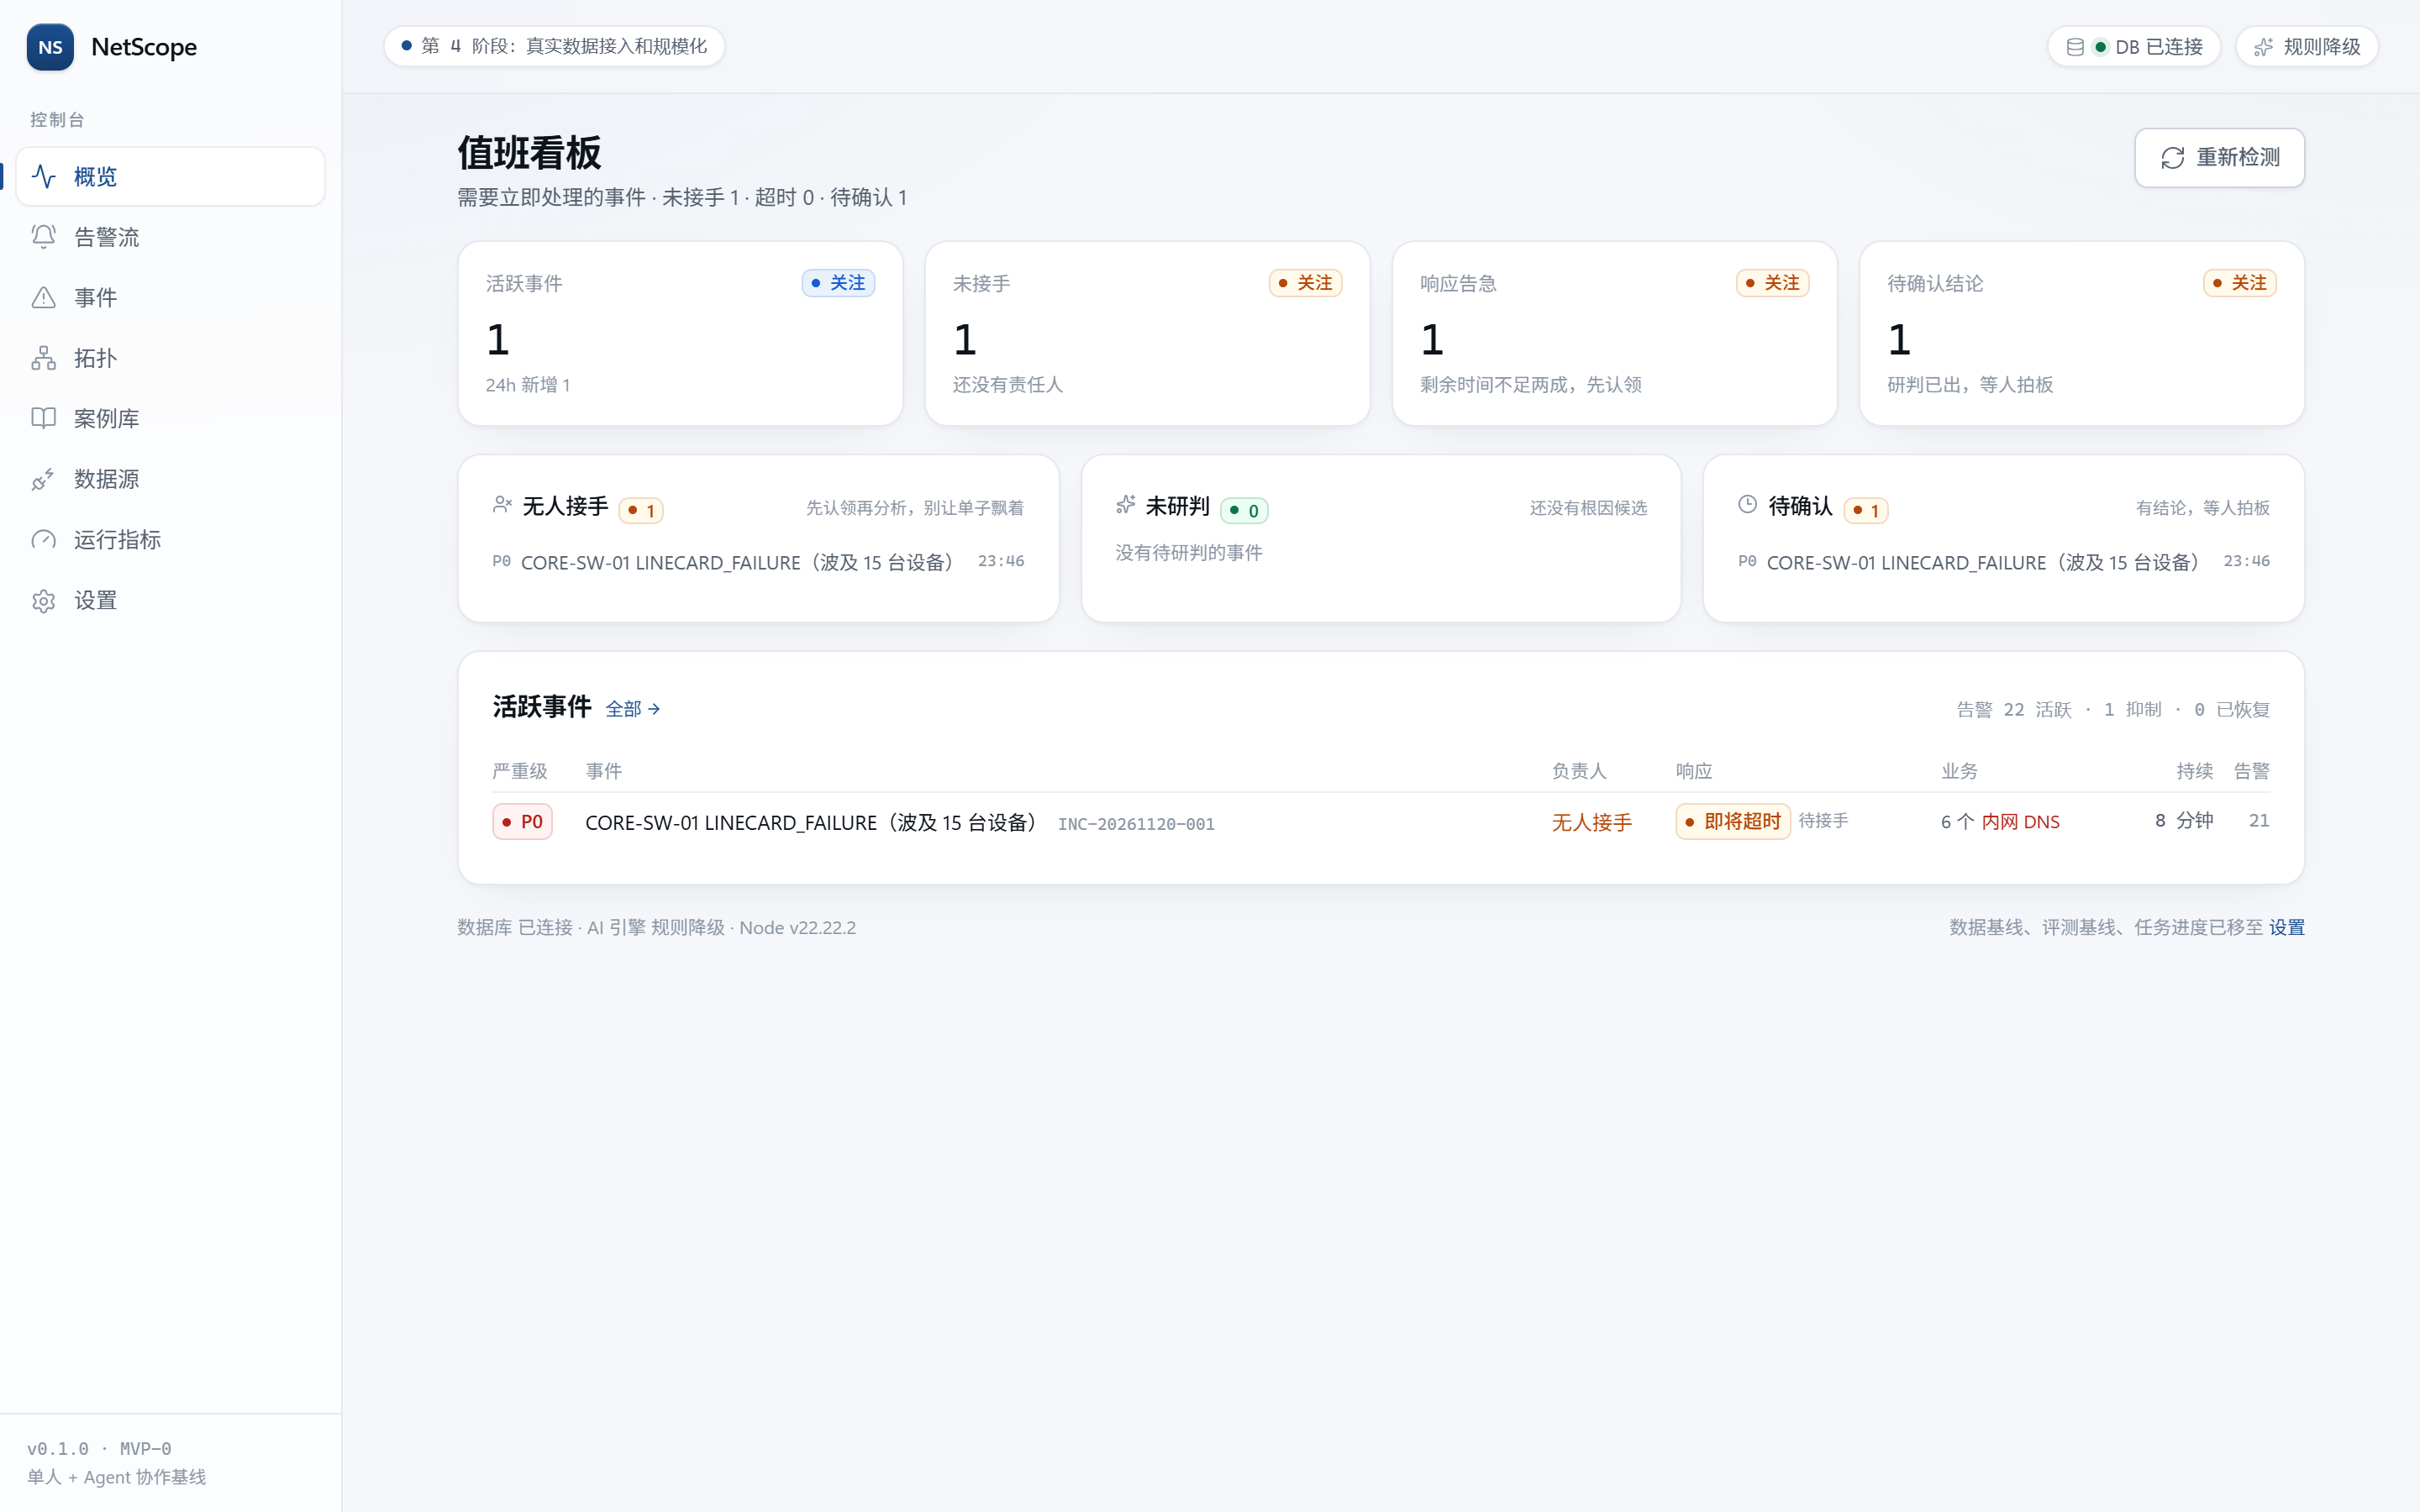 NS NetScope
第 4 阶段：真实数据接入和规模化
DB 已连接
规则降级
控制台
概览
告警流
事件
拓扑
案例库
数据源
运行指标
设置
v0.1.0 · MVP-0
单人 + Agent 协作基线
值班看板
需要立即处理的事件 · 未接手 1 · 超时 0 · 待确认 1
重新检测
活跃事件 关注
1
24h 新增 1
未接手 关注
1
还没有责任人
响应告急 关注
1
剩余时间不足两成，先认领
待确认结论 关注
1
研判已出，等人拍板
无人接手 1 先认领再分析，别让单子飘着
P0 CORE-SW-01 LINECARD_FAILURE（波及 15 台设备） 23:46
未研判 0 还没有根因候选
没有待研判的事件
待确认 1 有结论，等人拍板
P0 CORE-SW-01 LINECARD_FAILURE（波及 15 台设备） 23:46
活跃事件 全部 → 告警 22 活跃 · 1 抑制 · 0 已恢复
严重级 事件 负责人 响应 业务 持续 告警
P0 CORE-SW-01 LINECARD_FAILURE（波及 15 台设备） INC-20261120-001 无人接手 即将超时 待接手 6 个 内网 DNS 8 分钟 21
数据库 已连接 · AI 引擎 规则降级 · Node v22.22.2
数据基线、评测基线、任务进度已移至 设置